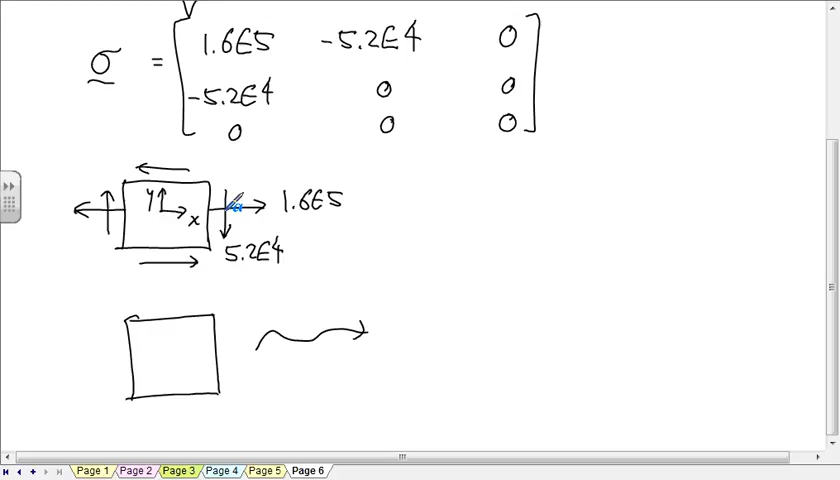 1.6E5 -5.2E4 0
σ = -5.2E4 0 0
0 0 0
y x 1.6E5
5.2E4
Page 1 Page 2 Page 3 Page 4 Page 5 Page 6